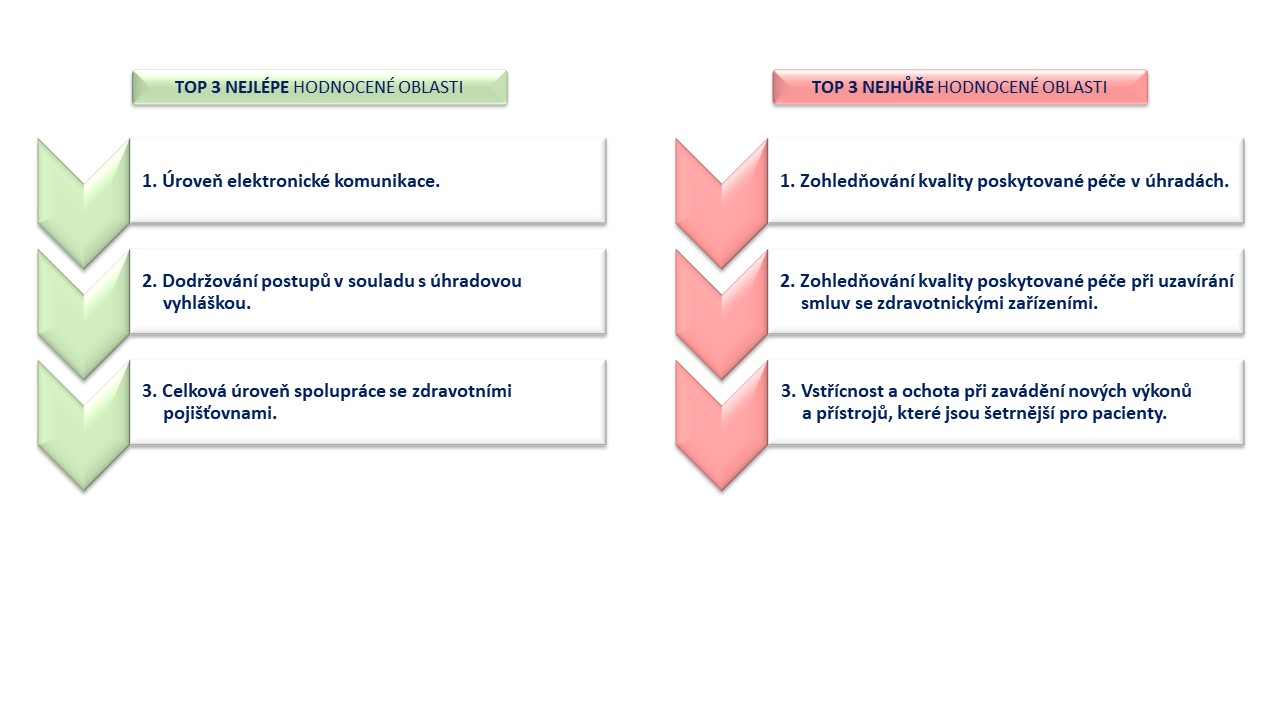 TOP 3 NEJLÉPE HODNOCENÉ OBLASTI
1. Úroveň elektronické komunikace.
2. Dodržování postupů v souladu s úhradovou
vyhláškou.
3. Celková úroveň spolupráce se zdravotními
pojišťovnami.
TOP 3 NEJHŮŘE HODNOCENÉ OBLASTI
1. Zohledňování kvality poskytované péče v úhradách.
2. Zohledňování kvality poskytované péče při uzavírání
smluv se zdravotnickými zařízeními.
3. Vstřícnost a ochota při zavádění nových výkonů
a přístrojů, které jsou šetrnější pro pacienty.